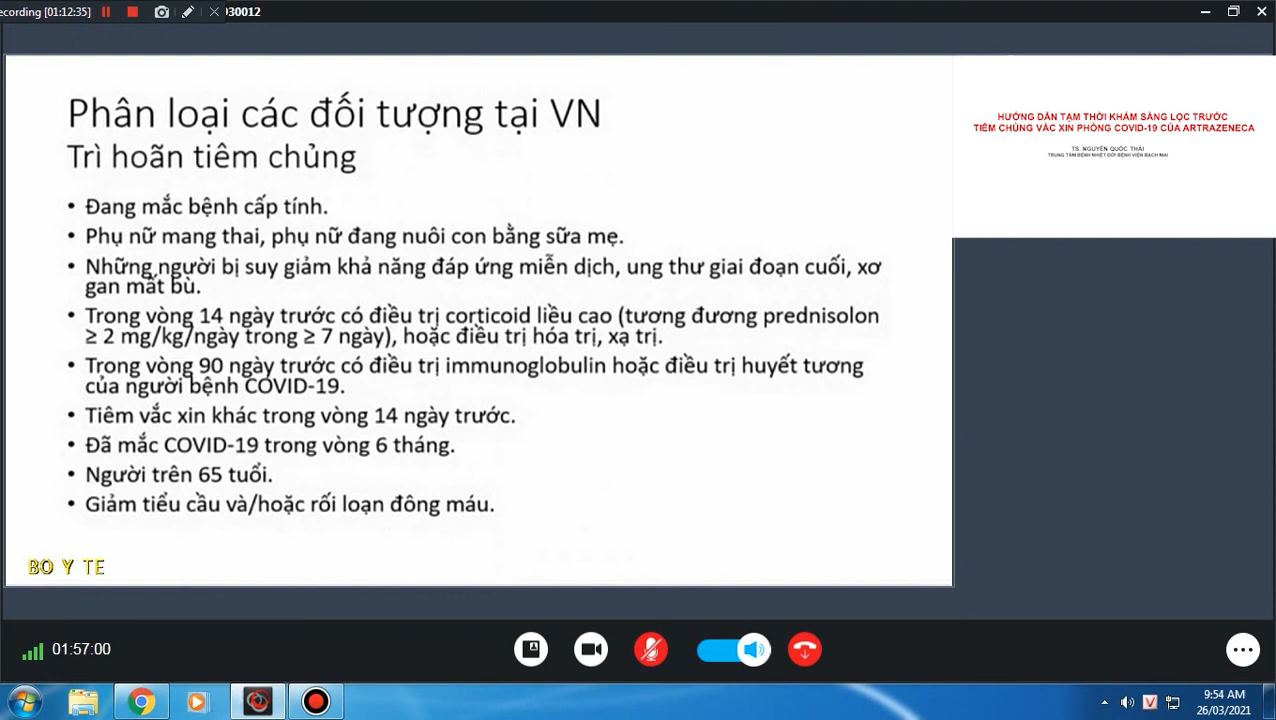 ecording [01:12:35]
30012
Phân loại các đối tượng tại VN
Trì hoãn tiêm chủng
• Đang mắc bệnh cấp tính.
• Phụ nữ mang thai, phụ nữ đang nuôi con bằng sữa mẹ.
• Những người bị suy giảm khả năng đáp ứng miễn dịch, ung thư giai đoạn cuối, xơ
gan mất bù.
• Trong vòng 14 ngày trước có điều trị corticoid liều cao (tương đương prednisolon
≥ 2 mg/kg/ngày trong ≥ 7 ngày), hoặc điều trị hóa trị, xạ trị.
• Trong vòng 90 ngày trước có điều trị immunoglobulin hoặc điều trị huyết tương
của người bệnh COVID-19.
• Tiêm vắc xin khác trong vòng 14 ngày trước.
• Đã mắc COVID-19 trong vòng 6 tháng.
• Người trên 65 tuổi.
• Giảm tiểu cầu và/hoặc rối loạn đông máu.
BO Y TE
HƯỚNG DẪN TẠM THỜI KHÁM SÀNG LỌC TRƯỚC
TIÊM CHỦNG VẮC XIN PHÒNG COVID-19 CỦA ARTRAZENECA
TS. NGUYỄN QUỐC THÁI
TRUNG TÂM BỆNH NHIỆT ĐỚI BỆNH VIỆN BẠCH MAI
01:57:00
9:54 AM
26/03/2021